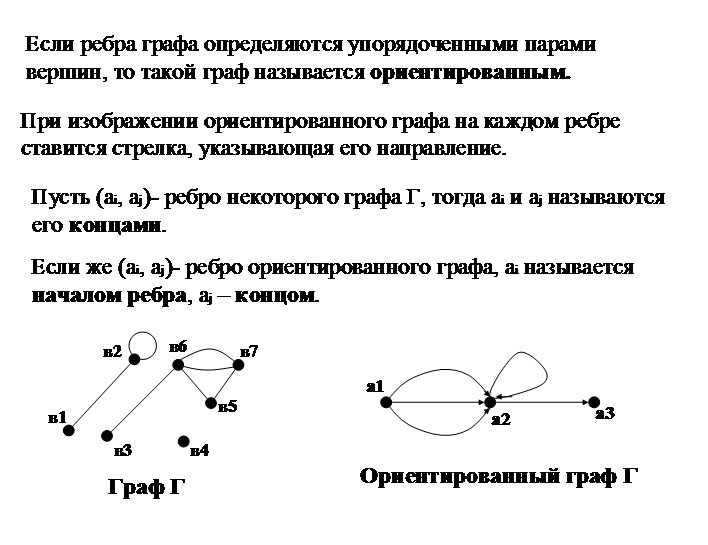 Если ребра графа определяются упорядоченными парами
вершин, то такой граф называется ориентированным.
При изображении ориентированного графа на каждом ребре
ставится стрелка, указывающая его направление.
Пусть (ai, aj)- ребро некоторого графа Г, тогда ai и aj называются
его концами.
Если же (ai, aj)- ребро ориентированного графа, ai называется
началом ребра, aj – концом.
в2 в6 в7
в1 в5
в3 в4
Граф Г
а1
а2 а3
Ориентированный граф Г